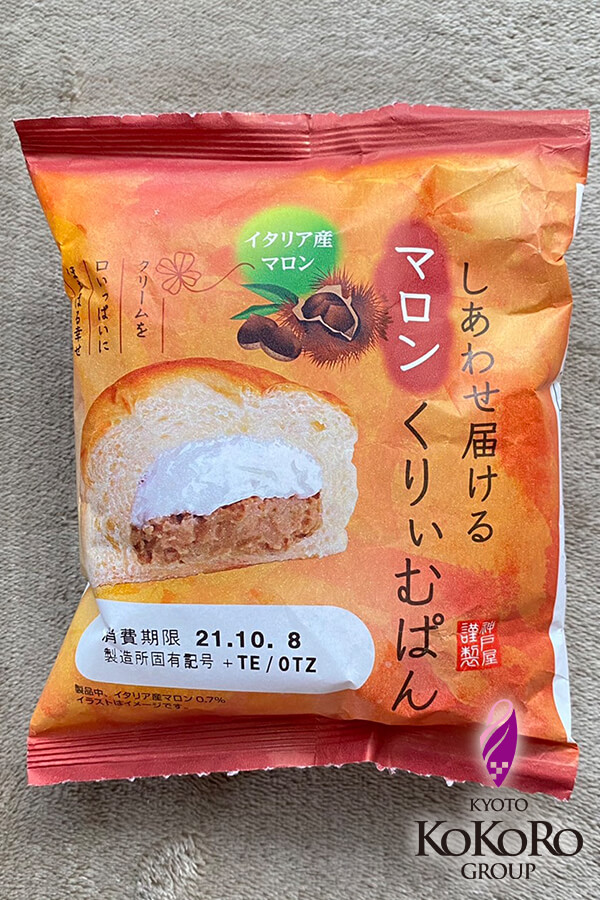 イタリア産
マロン
しあわせ届ける
マロン
くりぃむぱん
クリームを
口いっぱいに
ほおばる幸せ
神戸屋
謹製
消費期限 21.10. 8
製造所固有記号 +TE/0TZ
製品中、イタリア産マロン 0.7%
イラストはイメージです。
KYOTO
KoKoRo
GROUP